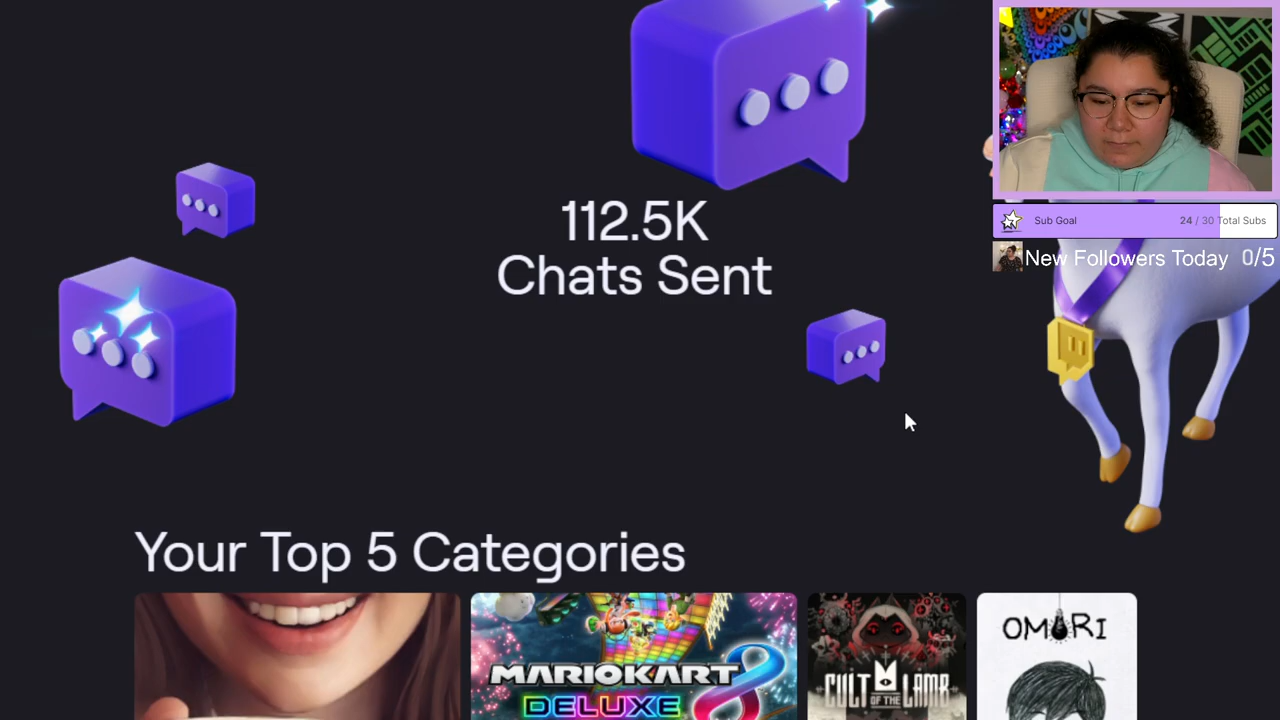 112.5K
Chats Sent
Sub Goal
24 / 30 Total Subs
New Followers Today 0/5
Your Top 5 Categories
MARIOKART
8
DELUXE
CULT OF THE LAMB
OMORI